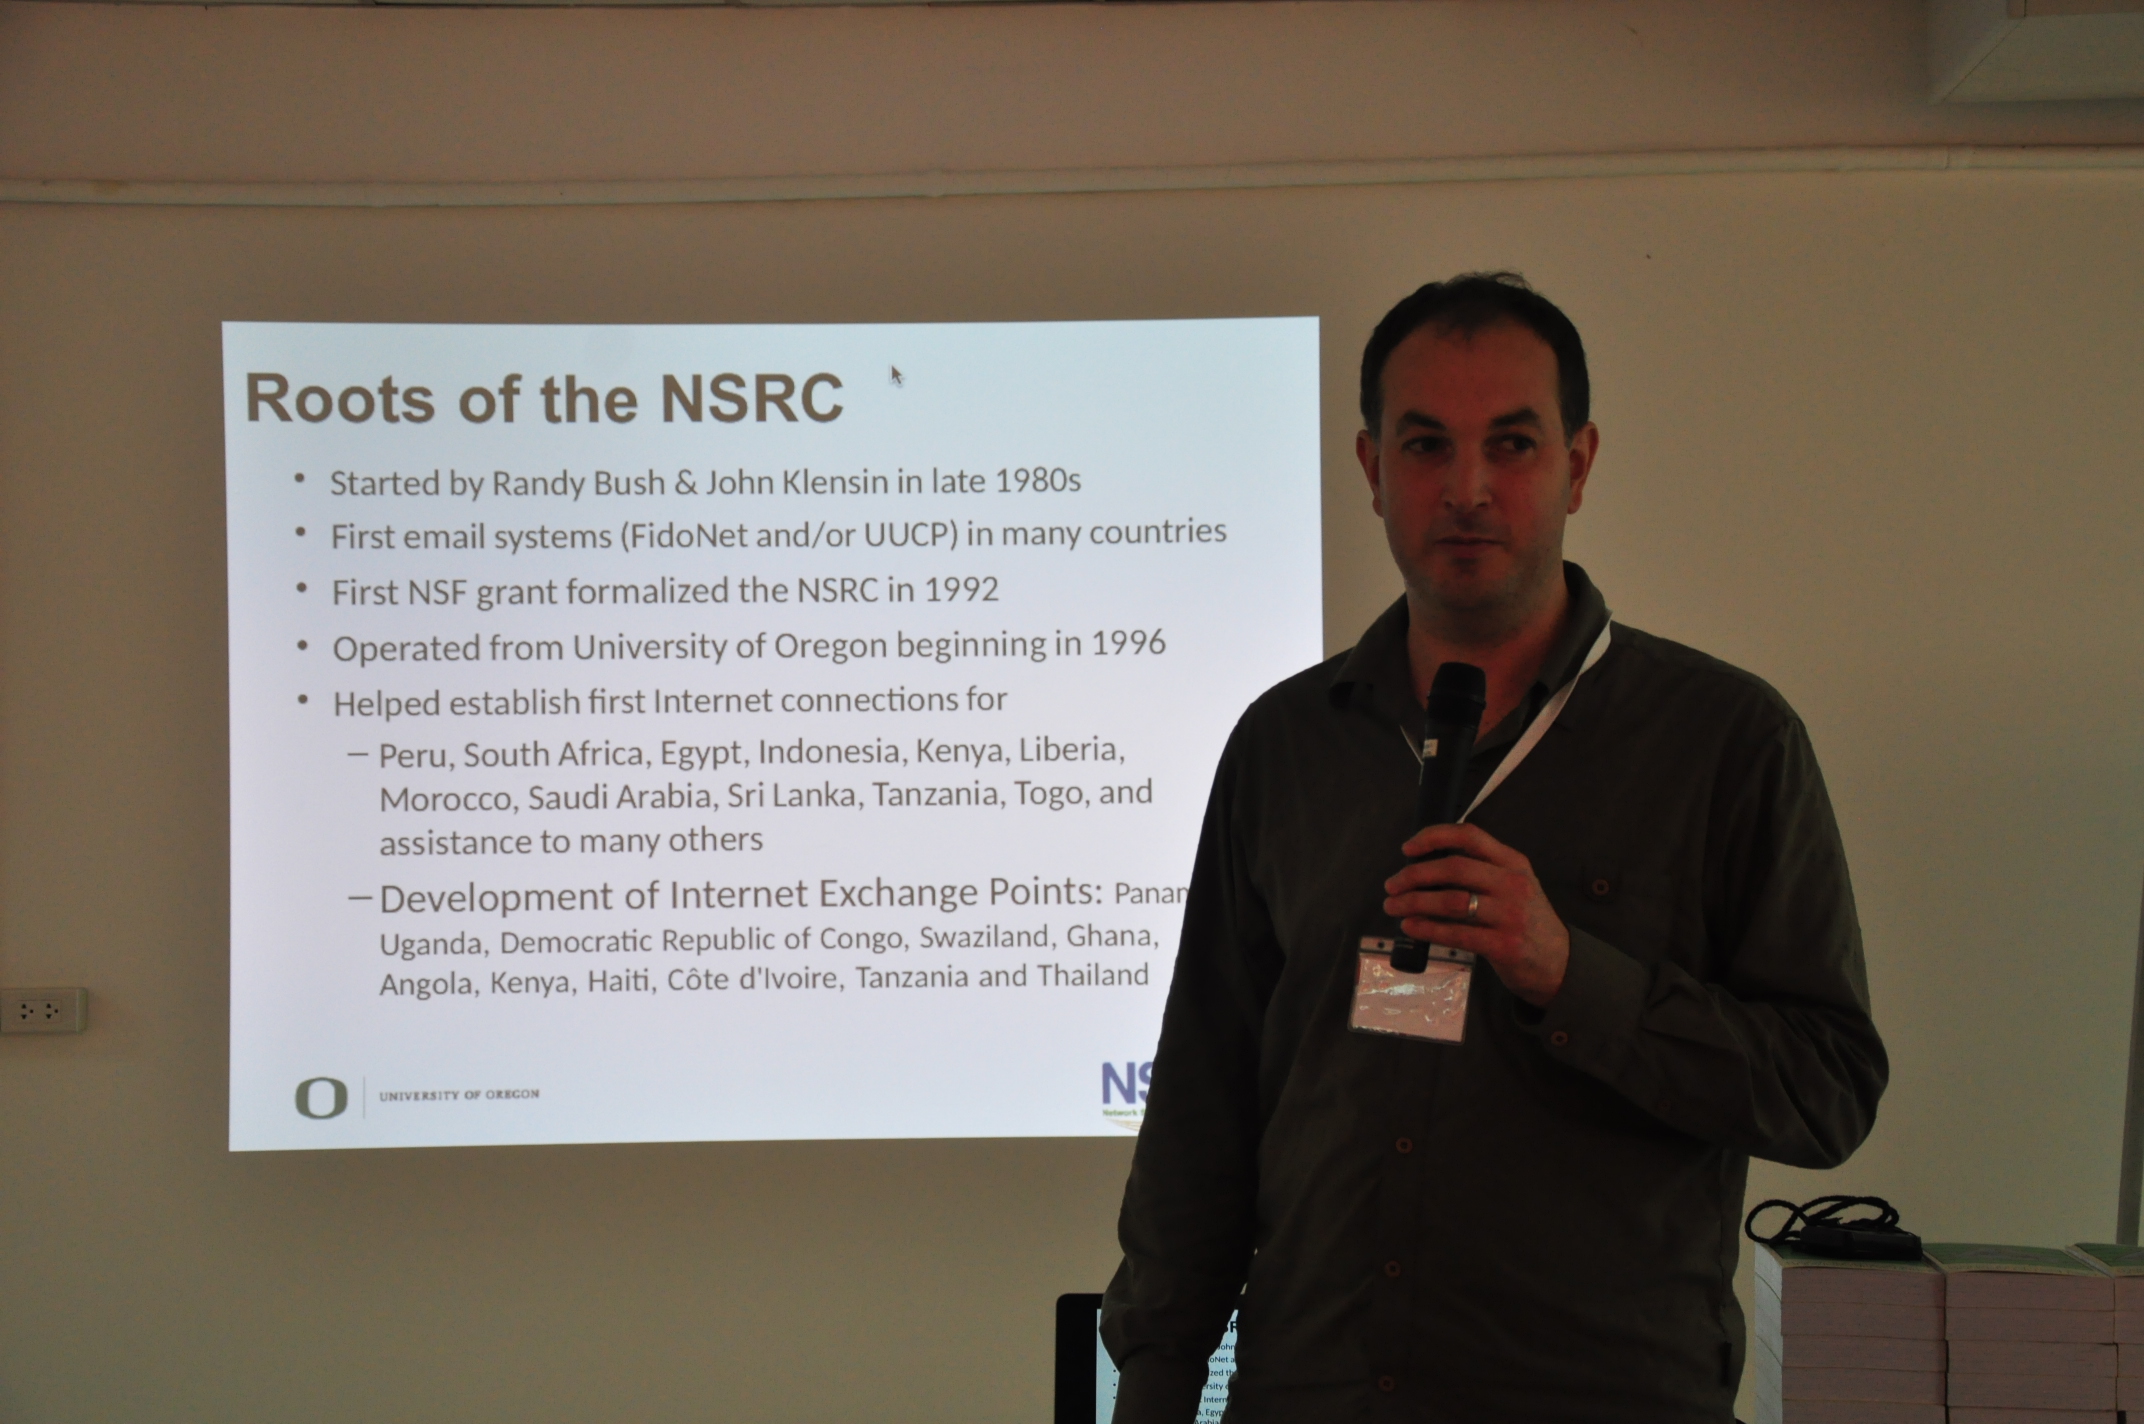 Roots of the NSRC
• Started by Randy Bush & John Klensin in late 1980s
• First email systems (FidoNet and/or UUCP) in many countries
• First NSF grant formalized the NSRC in 1992
• Operated from University of Oregon beginning in 1996
• Helped establish first Internet connections for
– Peru, South Africa, Egypt, Indonesia, Kenya, Liberia,
Morocco, Saudi Arabia, Sri Lanka, Tanzania, Togo, and
assistance to many others
– Development of Internet Exchange Points:
Uganda, Democratic Republic of Congo, Swaziland, Ghana,
Angola, Kenya, Haiti, Côte d'Ivoire, Tanzania and Thailand
O UNIVERSITY OF OREGON
NS
Network